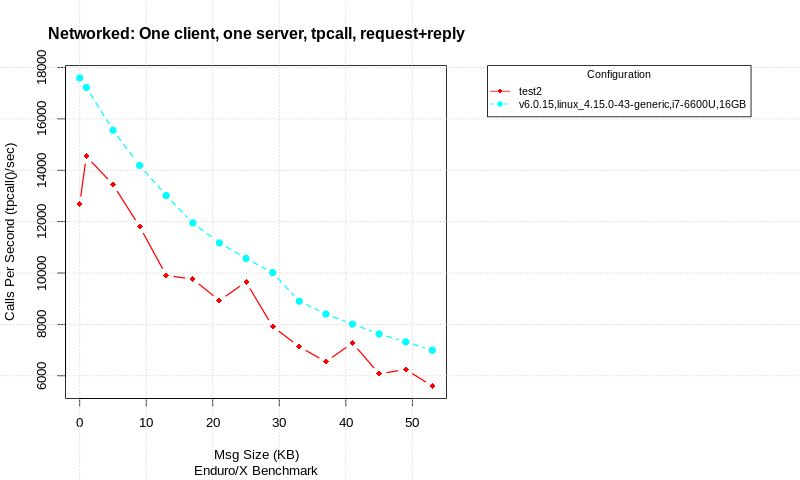 Networked: One client, one server, tpcall, request+reply
Calls Per Second (tpcall()/sec)
18000
16000
14000
12000
10000
8000
6000
0 10 20 30 40 50
Msg Size (KB)
Enduro/X Benchmark
Configuration
test2
v6.0.15,linux_4.15.0-43-generic,i7-6600U,16GB